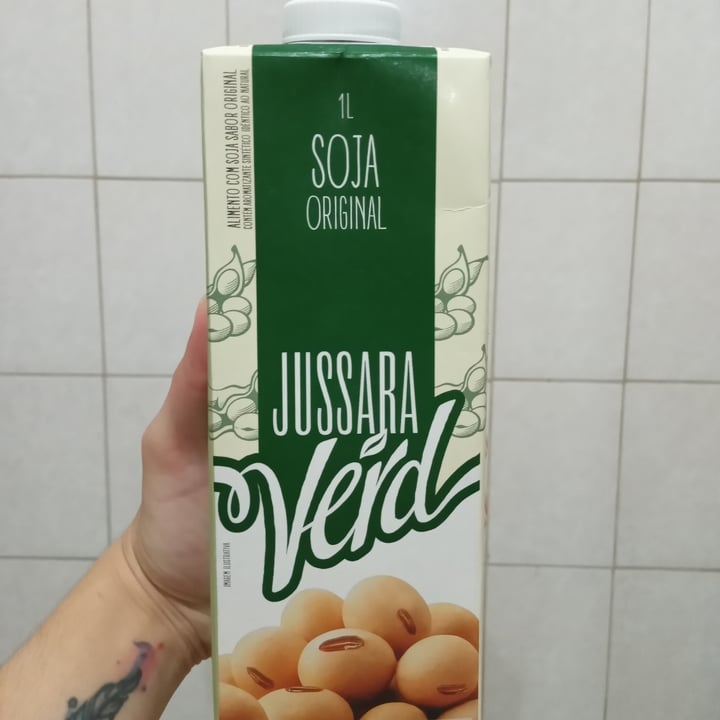 1L
SOJA
ORIGINAL
JUSSARA
Verd
ALIMENTO COM SOJA SABOR ORIGINAL
CONTÉM AROMATIZANTE SINTÉTICO IDÊNTICO AO NATURAL
IMAGEM ILUSTRATIVA